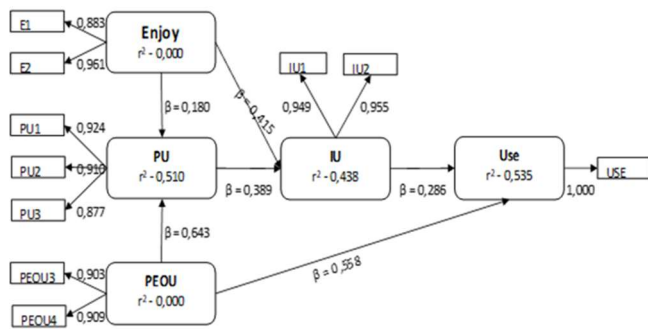 E1
0,883
E2
0,961
Enjoy
r² - 0,000
IU1
IU2
0,949
0,955
β = 0,180
β = 0,415
PU1
0,924
PU2
0,910
PU3
0,877
PU
r² - 0,510
β = 0,389
IU
r² - 0,438
β = 0,286
Use
r² - 0,535
1,000
USE
β = 0,643
β = 0,558
PEOU3
0,903
PEOU4
0,909
PEOU
r² - 0,000